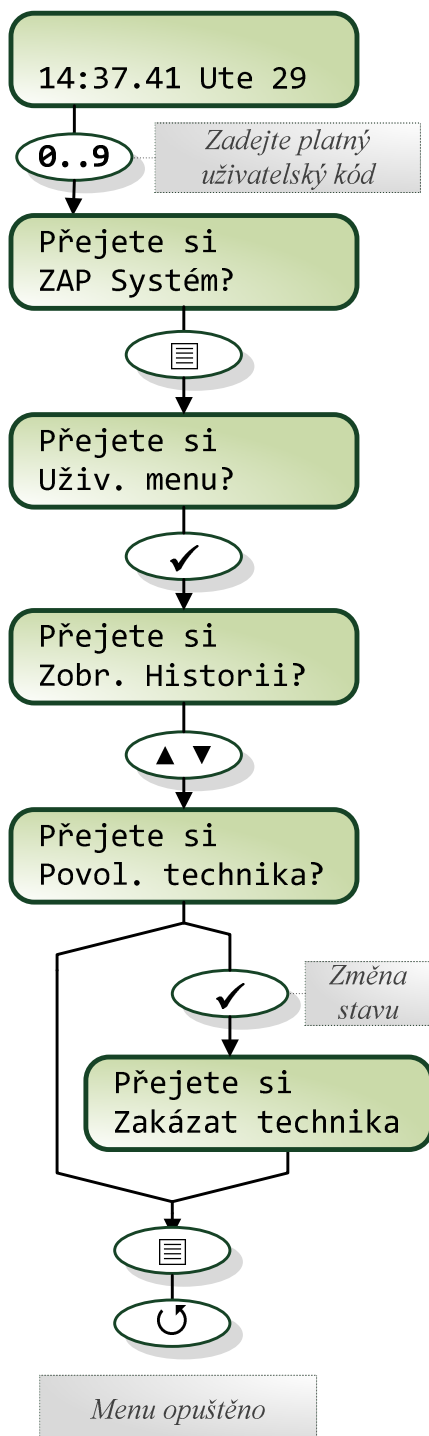 14:37.41 Ute 29
0..9
Zadejte platný
uživatelský kód
Přejete si
ZAP Systém?
Přejete si
Uživ. menu?
Přejete si
Zobr. Historii?
Přejete si
Povol. technika?
Změna
stavu
Přejete si
Zakázat technika
Menu opuštěno